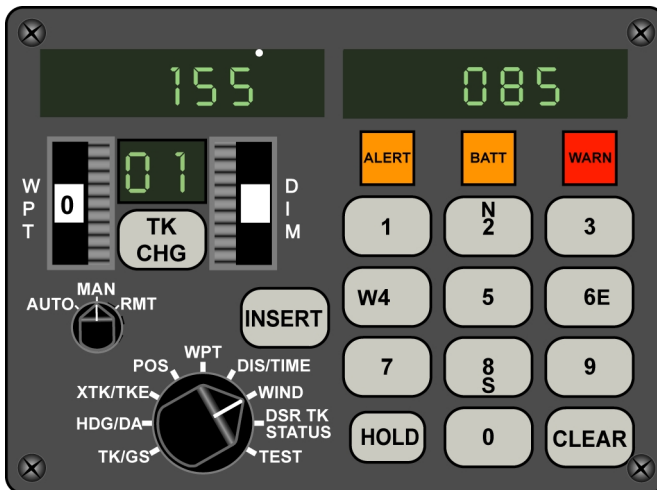 155 085
WPT 0 01 DIM
TK
CHG
ALERT BATT WARN
1 N
2 3
W4 5 6E
7 8
S 9
HOLD 0 CLEAR
AUTO MAN RMT
INSERT
POS WPT DIS/TIME
XTK/TKE WIND
HDG/DA DSR TK
STATUS
TK/GS TEST